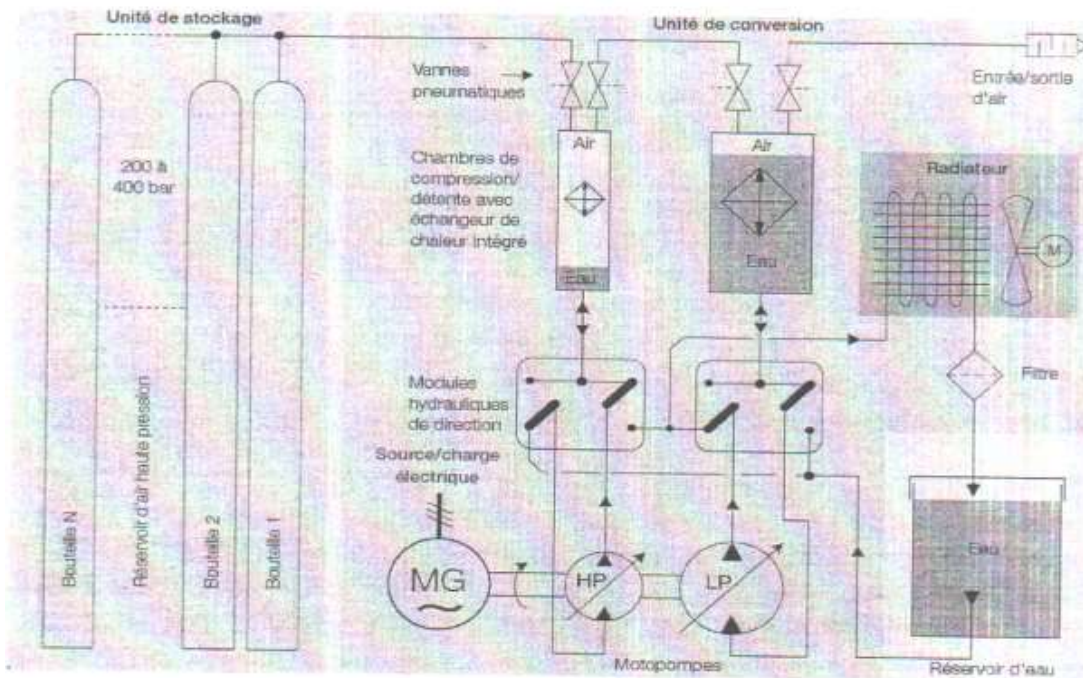 Unité de stockage
Unité de conversion
Vannes
pneumatiques
Entrée/sortie
d'air
Air
Air
Chambres de
compression/
détente avec
échangeur de
chaleur intégré
200 à
400 bar
Radiateur
M
Eau
Eau
Filtre
Modules
hydrauliques
de direction
Source/charge
électrique
Bouteille N
Réservoir d'air haute pression
Bouteille 2
Bouteille 1
MG
HP
LP
Eau
Motopompes
Réservoir d'eau